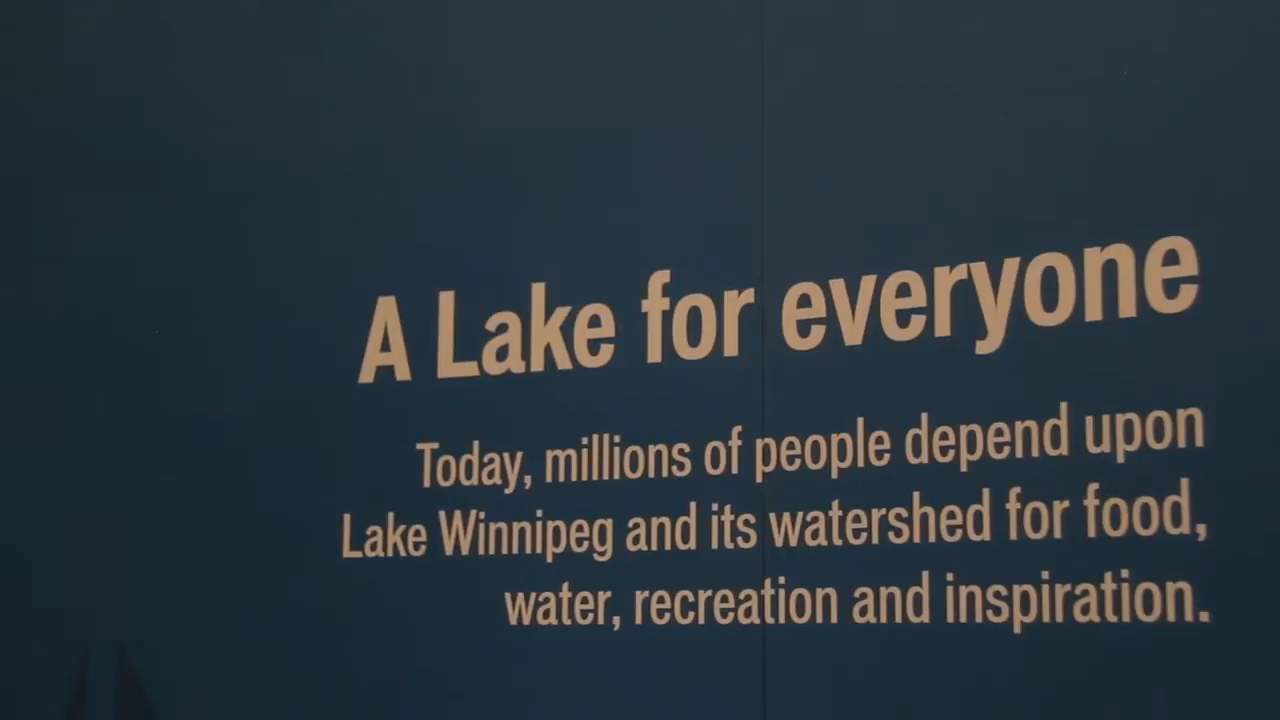 A Lake for everyone
Today, millions of people depend upon
Lake Winnipeg and its watershed for food,
water, recreation and inspiration.